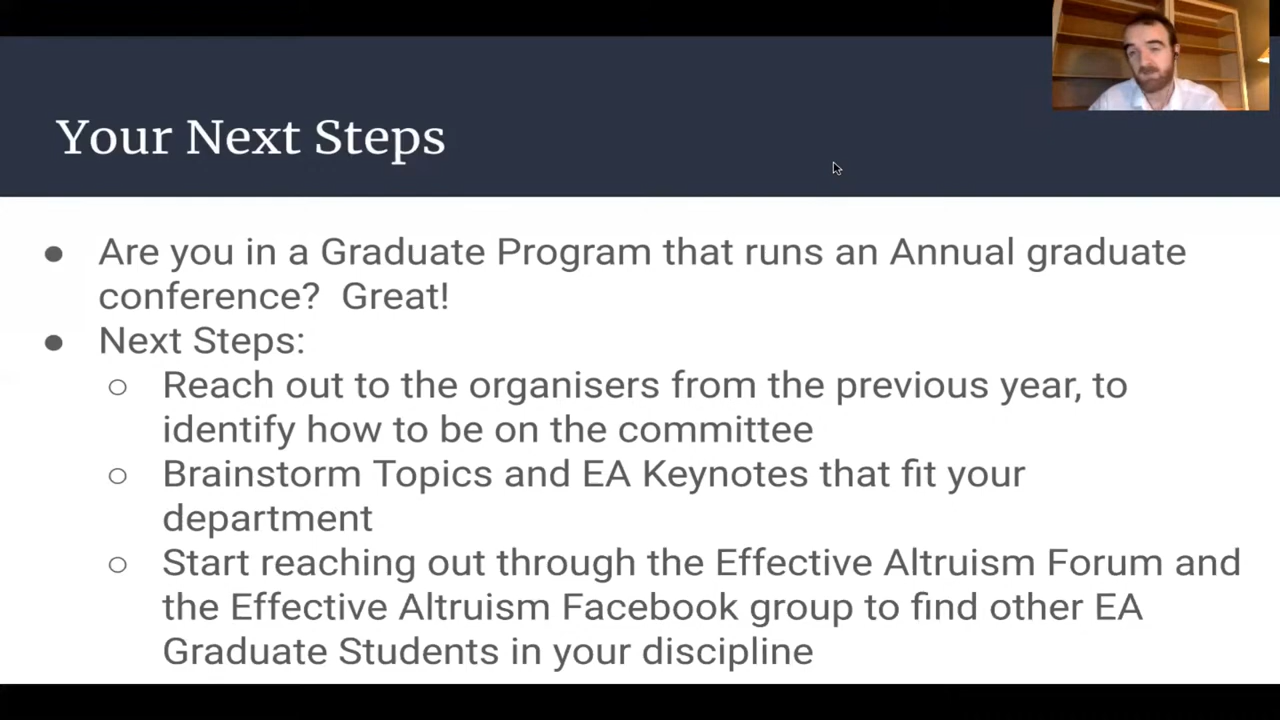 Your Next Steps
● Are you in a Graduate Program that runs an Annual graduate
conference? Great!
● Next Steps:
○ Reach out to the organisers from the previous year, to
identify how to be on the committee
○ Brainstorm Topics and EA Keynotes that fit your
department
○ Start reaching out through the Effective Altruism Forum and
the Effective Altruism Facebook group to find other EA
Graduate Students in your discipline